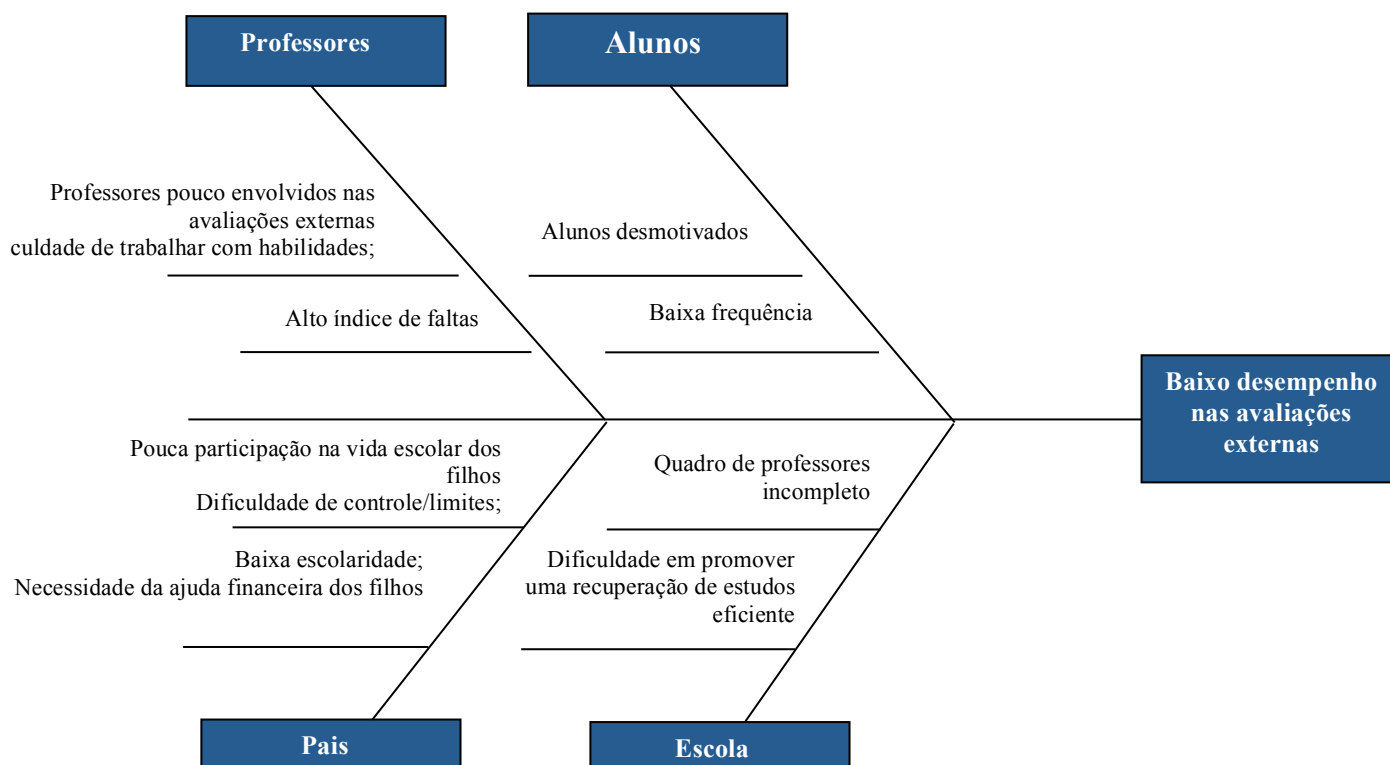 Professores
Alunos
Professores pouco envolvidos nas
avaliações externas
culdade de trabalhar com habilidades;
Alunos desmotivados
Alto índice de faltas
Baixa frequência
Baixo desempenho
nas avaliações
externas
Pouca participação na vida escolar dos
filhos
Dificuldade de controle/limites;
Quadro de professores
incompleto
Baixa escolaridade;
Necessidade da ajuda financeira dos filhos
Dificuldade em promover
uma recuperação de estudos
eficiente
Pais
Escola